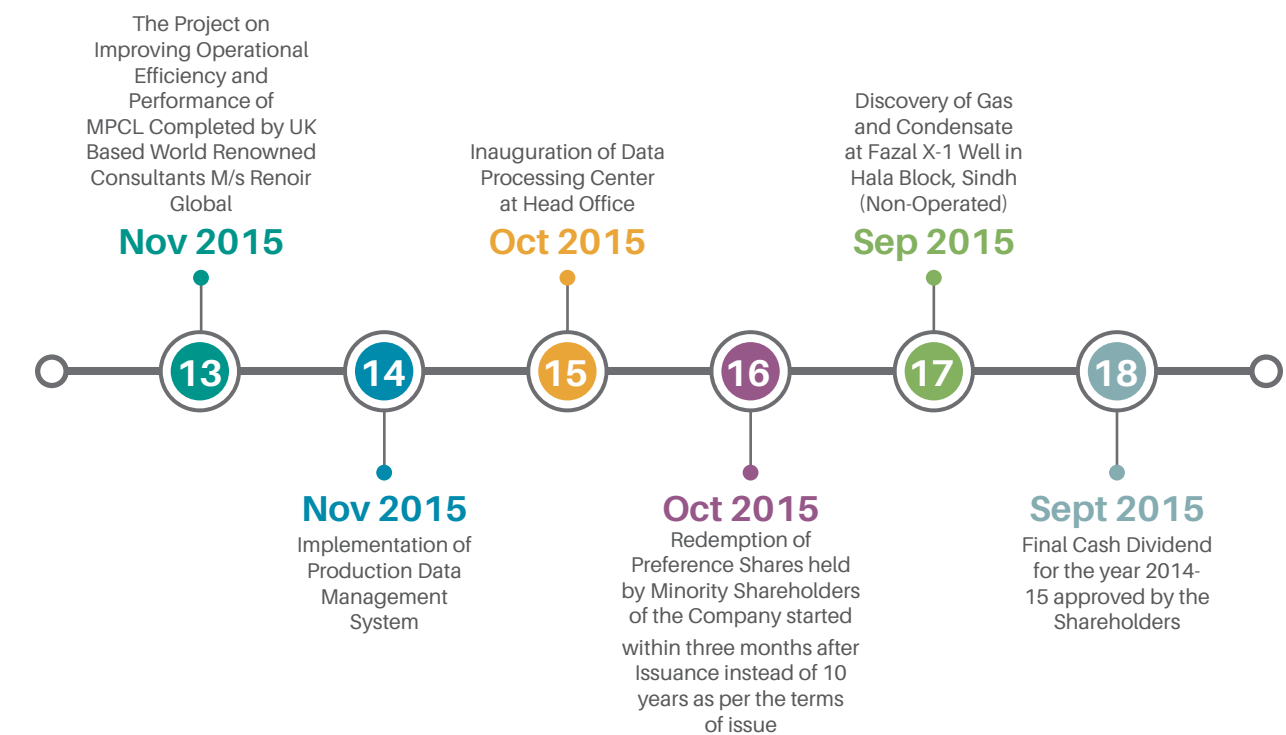 The Project on
Improving Operational
Efficiency and
Performance of
MPCL Completed by UK
Based World Renowned
Consultants M/s Renoir
Global
Nov 2015
13
14
Nov 2015
Implementation of
Production Data
Management
System
Inauguration of Data
Processing Center
at Head Office
Oct 2015
15
16
Oct 2015
Redemption of
Preference Shares held
by Minority Shareholders
of the Company started
within three months after
Issuance instead of 10
years as per the terms
of issue
Discovery of Gas
and Condensate
at Fazal X-1 Well in
Hala Block, Sindh
(Non-Operated)
Sep 2015
17
18
Sept 2015
Final Cash Dividend
for the year 2014-
15 approved by the
Shareholders